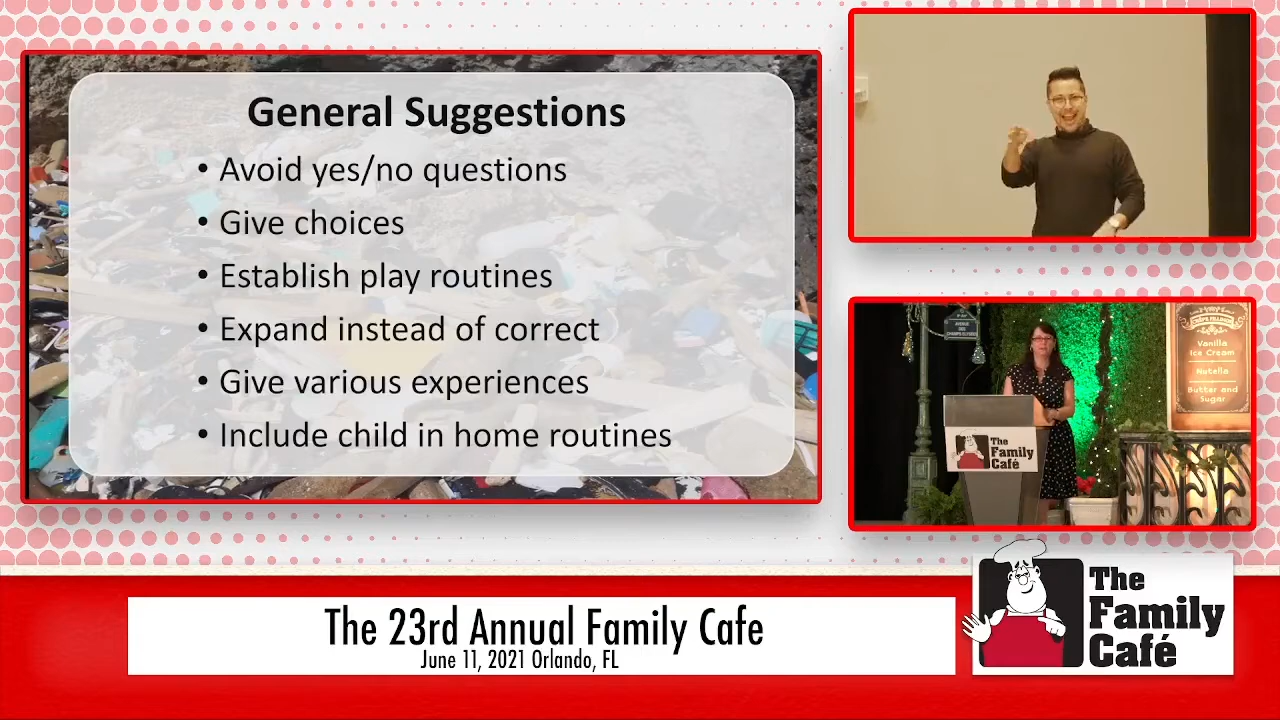 General Suggestions
• Avoid yes/no questions
• Give choices
• Establish play routines
• Expand instead of correct
• Give various experiences
• Include child in home routines
Vanilla
Ice Cream
Nutella
Butter and
Sugar
The
Family
Café
The 23rd Annual Family Cafe
June 11, 2021 Orlando, FL
The
Family
Café